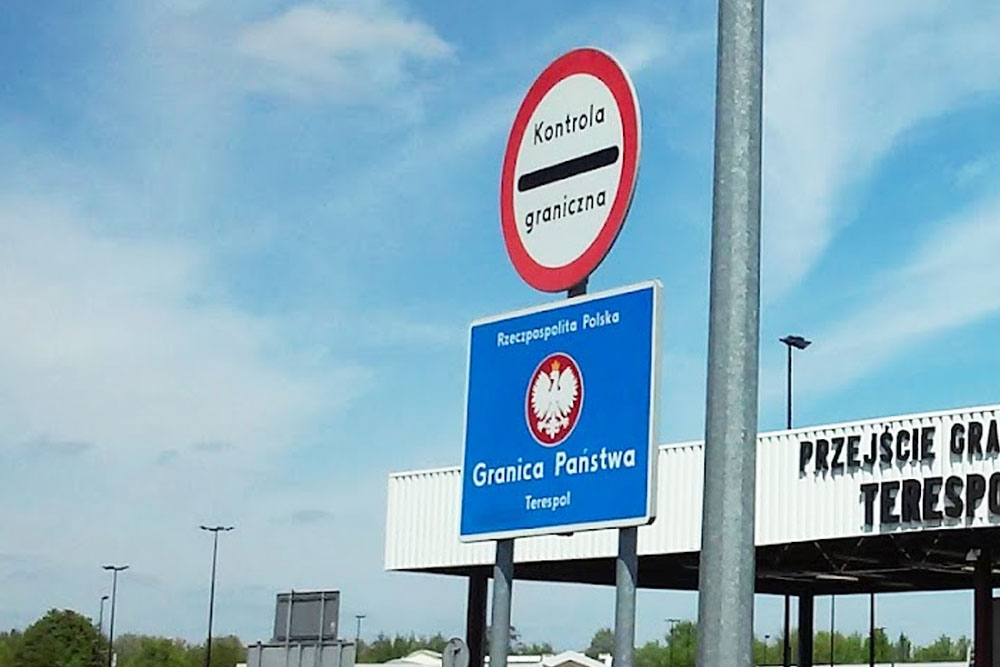 Kontrola
graniczna
Rzeczpospolita Polska
Granica Państwa
Terespol
PRZEJŚCIE GRA
TERESPO